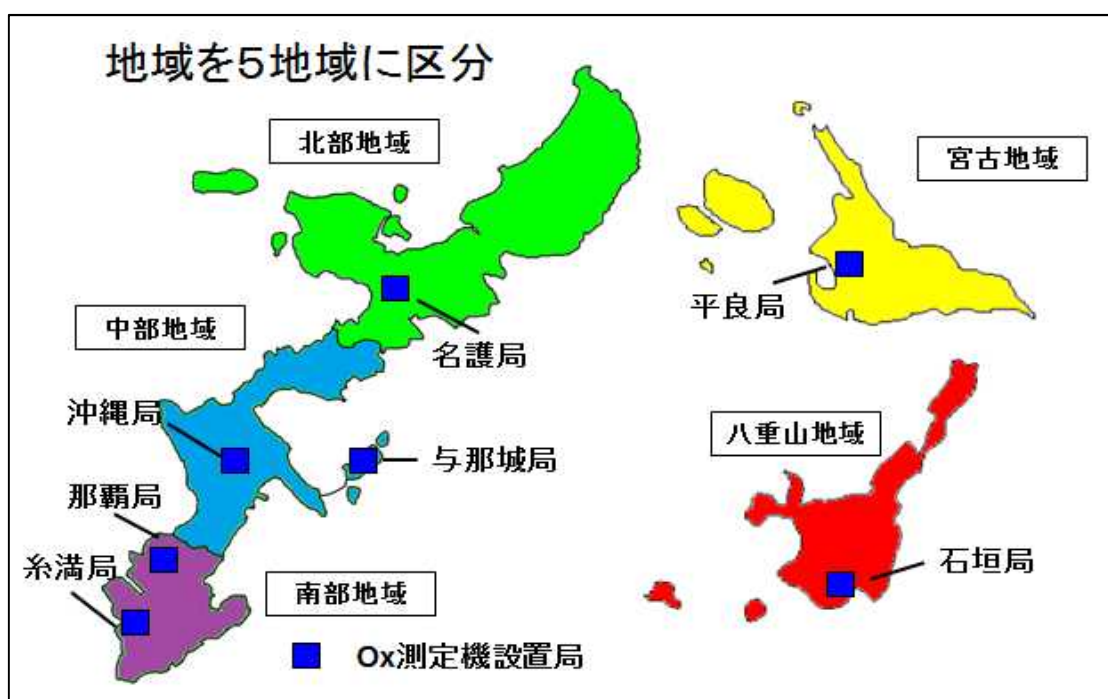 地域を5地域に区分
北部地域
宮古地域
平良局
中部地域
名護局
沖縄局
与那城局
八重山地域
那覇局
糸満局
石垣局
南部地域
Ox測定機設置局